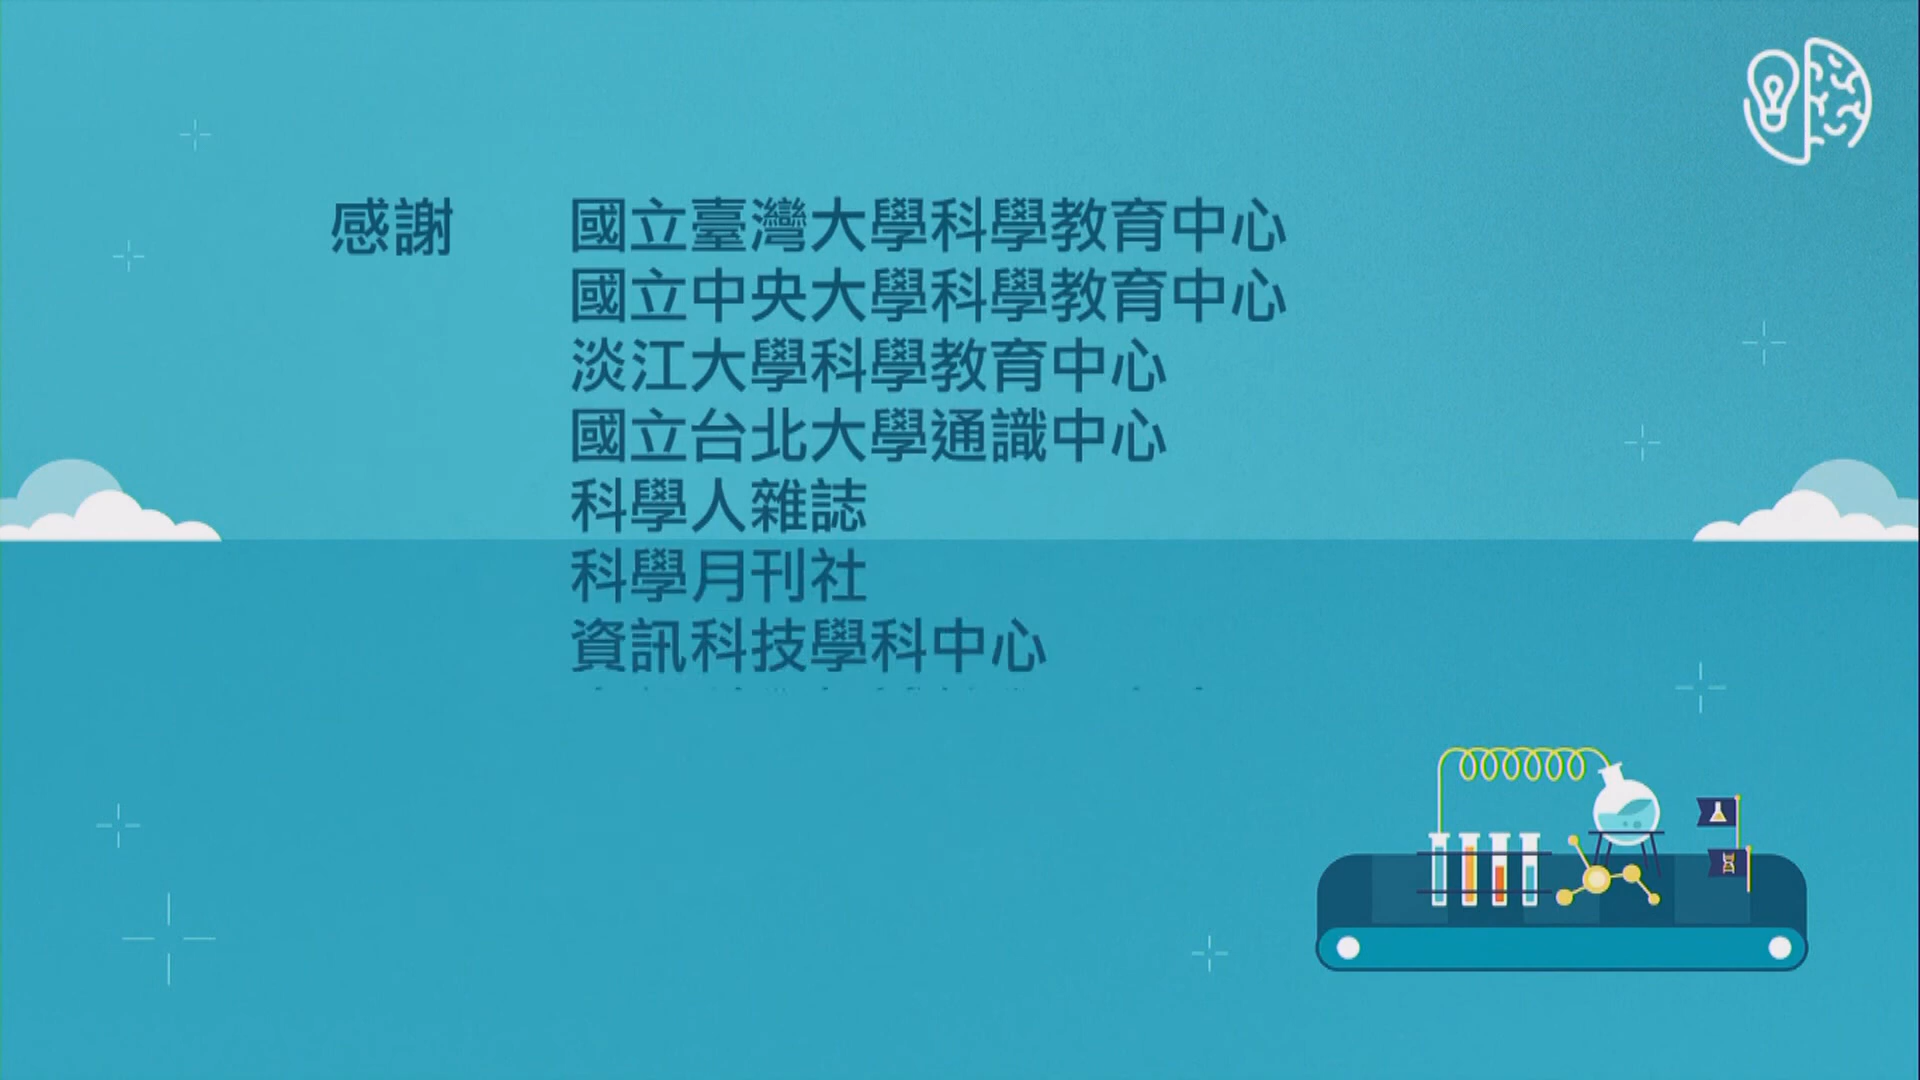 感謝 國立臺灣大學科學教育中心
國立中央大學科學教育中心
淡江大學科學教育中心
國立台北大學通識中心
科學人雜誌
科學月刊社
資訊科技學科中心